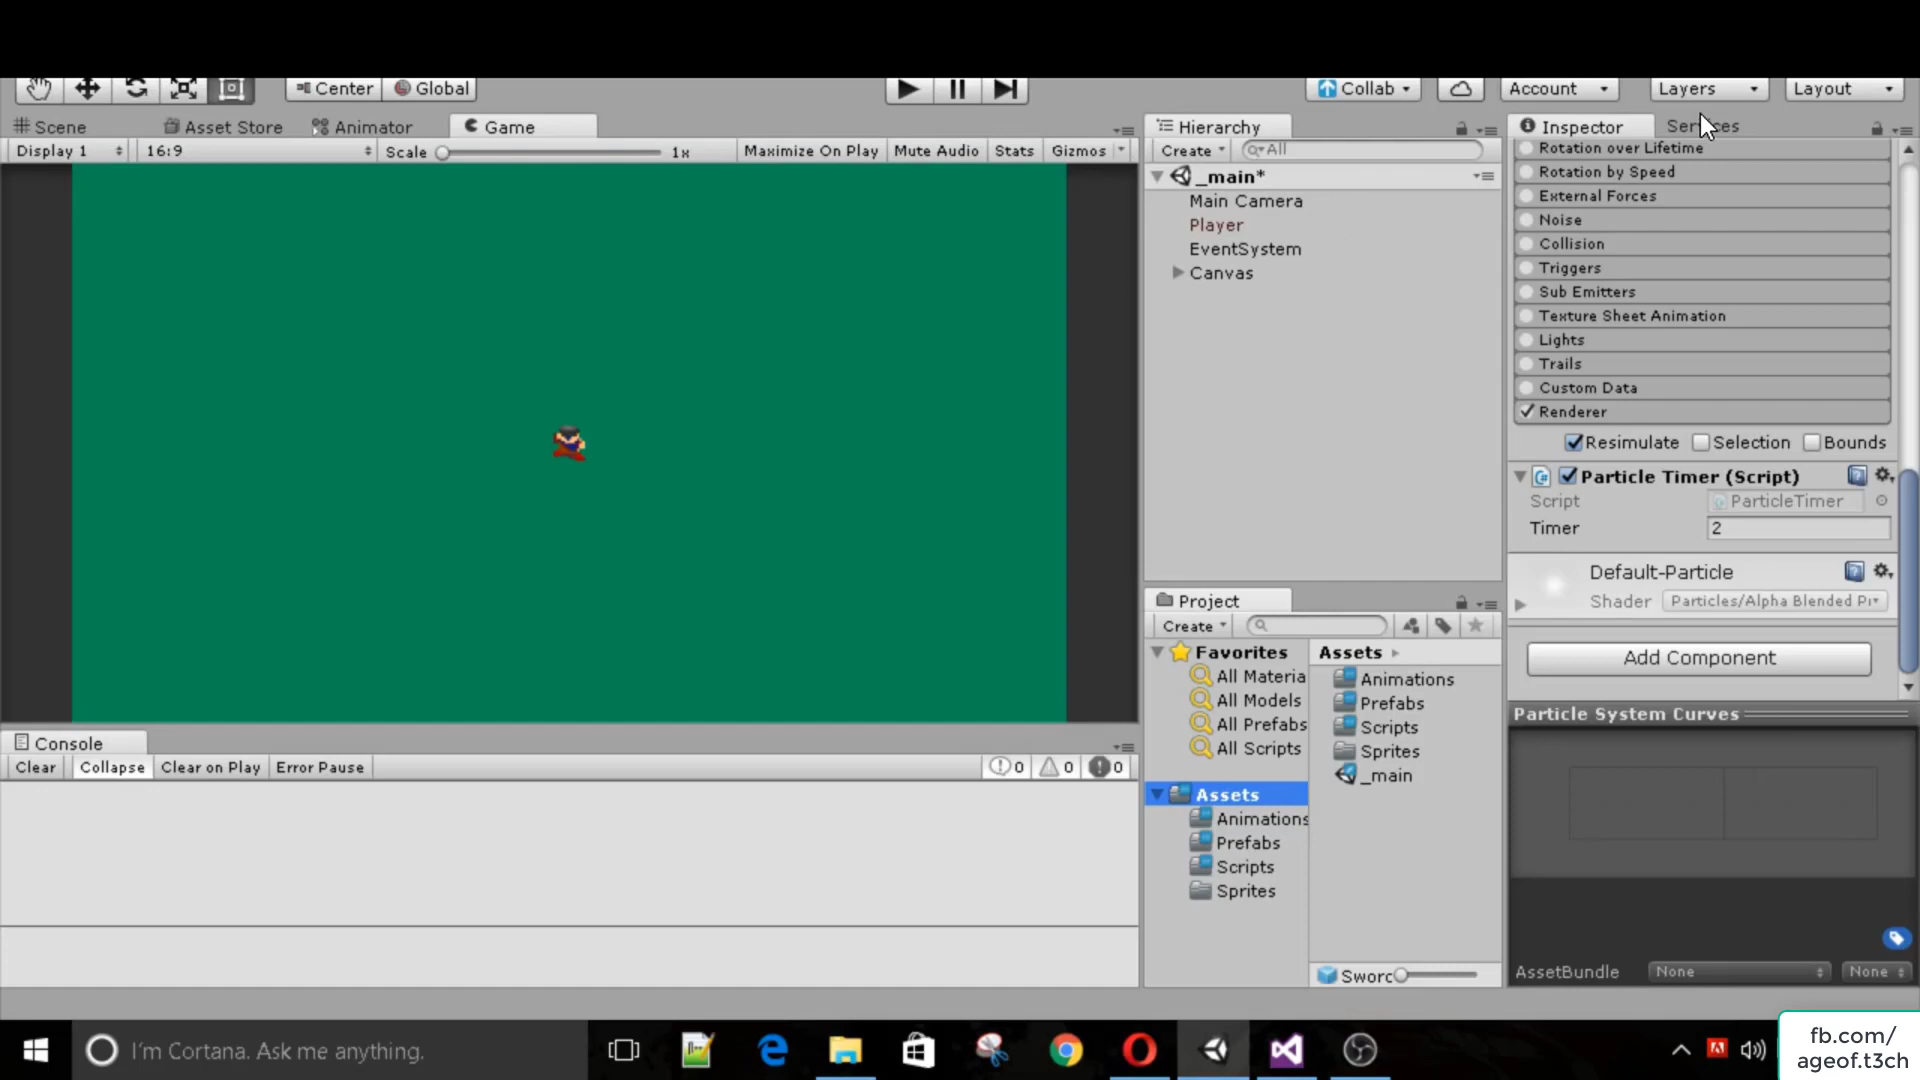 Center
Global
Collab
Account
Layers
Layout
Scene
Asset Store
Animator
Game
Hierarchy
Inspector
Services
Display 1
16:9
Scale
1x
Maximize On Play
Mute Audio
Stats
Gizmos
Create
All
_main*
Main Camera
Player
EventSystem
Canvas
Rotation over Lifetime
Rotation by Speed
External Forces
Noise
Collision
Triggers
Sub Emitters
Texture Sheet Animation
Lights
Trails
Custom Data
Renderer
Resimulate
Selection
Bounds
Particle Timer (Script)
Script
ParticleTimer
Timer
2
Default-Particle
Shader
Particles/Alpha Blended Pr
Add Component
Particle System Curves
AssetBundle
None
None
Project
Create
Favorites
All Materia
All Models
All Prefabs
All Scripts
Assets
Animations
Prefabs
Scripts
Sprites
Assets
Animations
Prefabs
Scripts
Sprites
_main
Sword
Console
Clear
Collapse
Clear on Play
Error Pause
0
0
0
I'm Cortana. Ask me anything.
fb.com/
ageof.t3ch